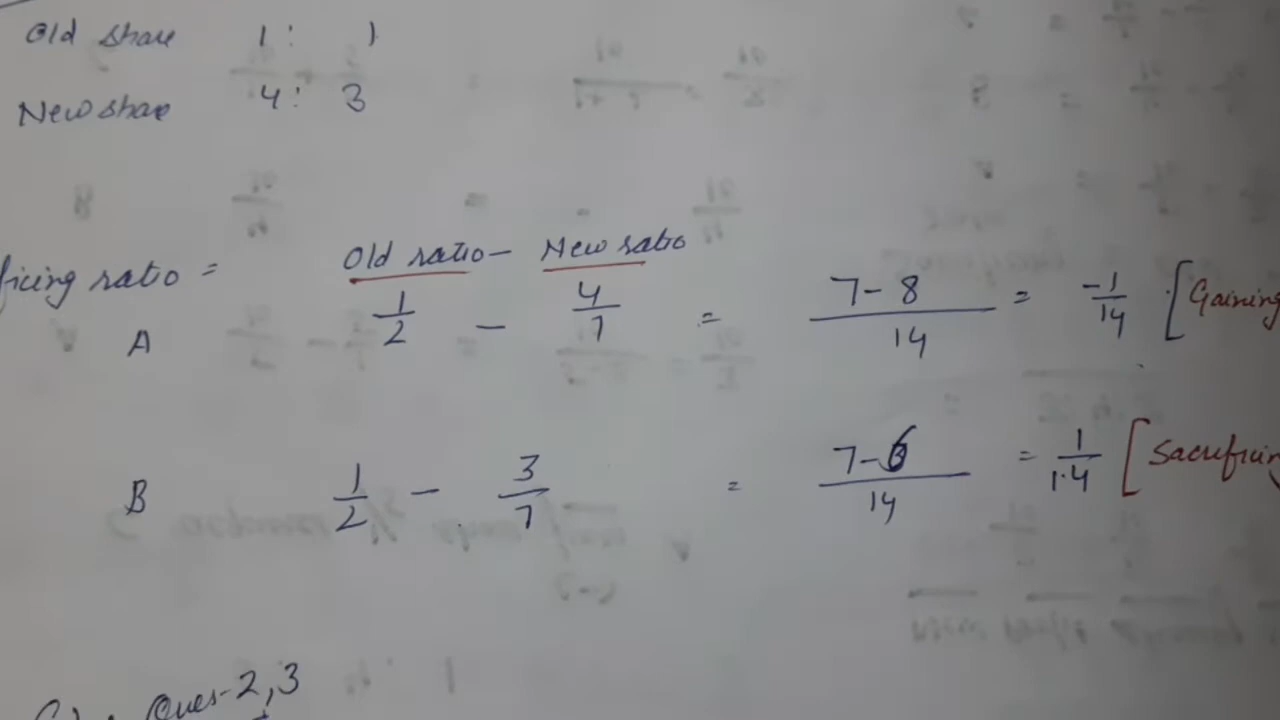 Old share 1 : 1
New share 4 : 3
ficing ratio = Old ratio - New ratio
A 1/2 - 4/7 = 7-8/14 = -1/14 [Gaining
B 1/2 - 3/7 = 7-6/14 = 1/14 [Sacrificing
Ques-2,3